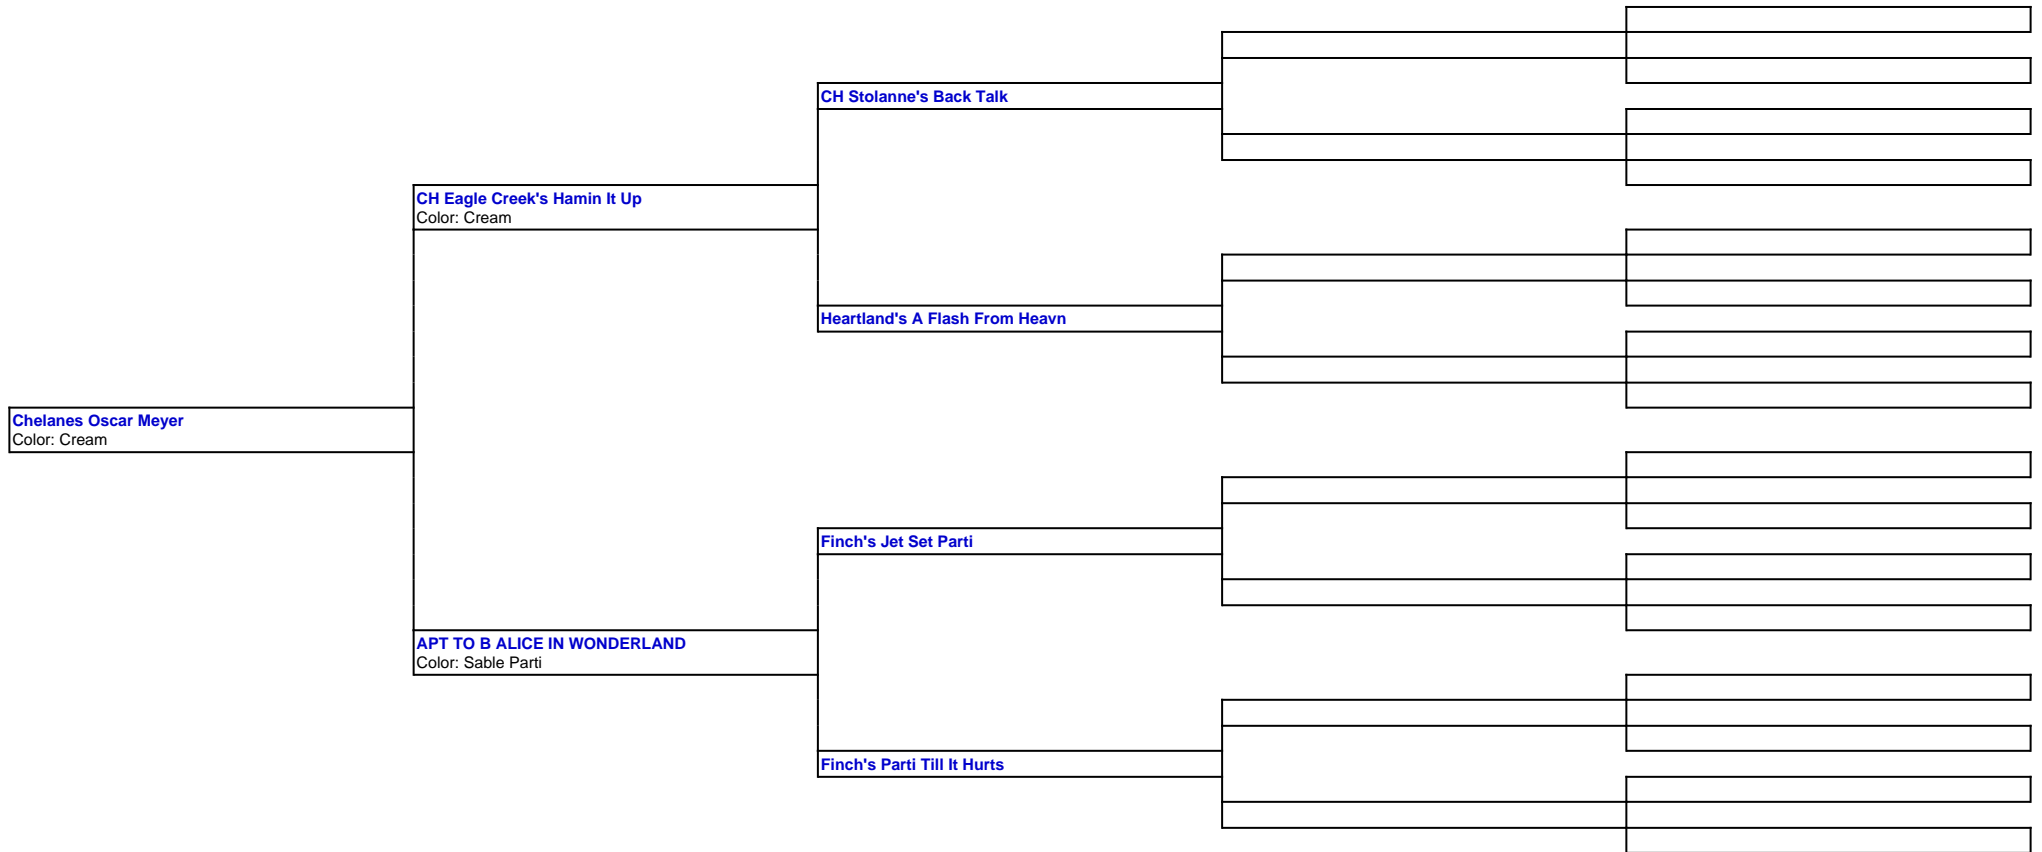 CH Stolanne's Back Talk
CH Eagle Creek's Hamin It Up
Color: Cream
Heartland's A Flash From Heavn
Chelanes Oscar Meyer
Color: Cream
Finch's Jet Set Parti
APT TO B ALICE IN WONDERLAND
Color: Sable Parti
Finch's Parti Till It Hurts